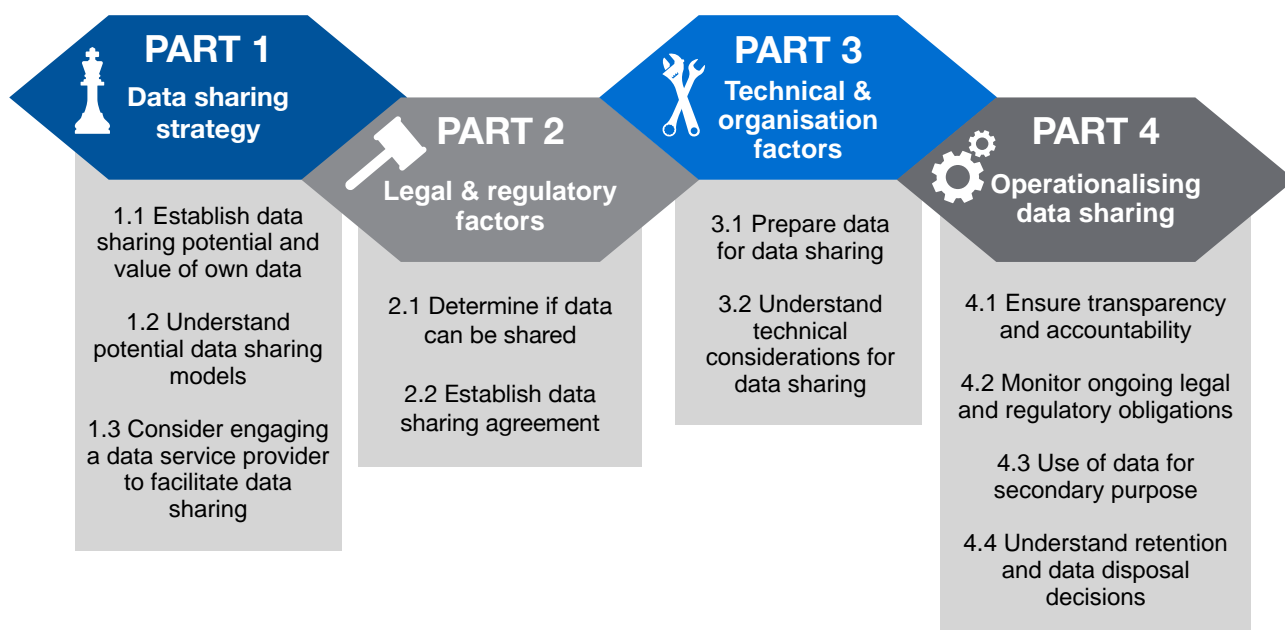 PART 1
Data sharing
strategy
1.1 Establish data
sharing potential and
value of own data
1.2 Understand
potential data sharing
models
1.3 Consider engaging
a data service provider
to facilitate data
sharing
PART 2
Legal & regulatory
factors
2.1 Determine if data
can be shared
2.2 Establish data
sharing agreement
PART 3
Technical &
organisation
factors
3.1 Prepare data
for data sharing
3.2 Understand
technical
considerations for
data sharing
PART 4
Operationalising
data sharing
4.1 Ensure transparency
and accountability
4.2 Monitor ongoing legal
and regulatory obligations
4.3 Use of data for
secondary purpose
4.4 Understand retention
and data disposal
decisions